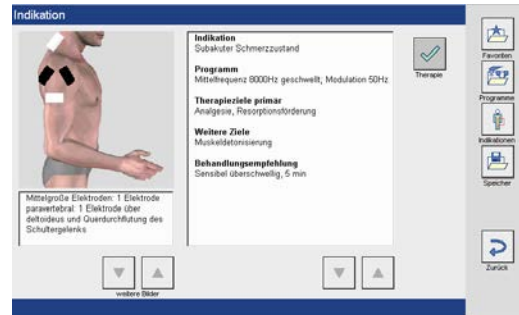 Indikation
Indikation
Subakuter Schmerzzustand
Programm
Mittelfrequenz 8000Hz geschwellt; Modulation 50Hz
Therapieziele primär
Analgesie, Resorptionsförderung
Weitere Ziele
Muskeldetonisierung
Behandlungsempfehlung
Sensibel überschwellig, 5 min
Mittelgroße Elektroden: 1 Elektrode
paravertebral: 1 Elektrode über
deltoideus und Querdurchflutung des
Schultergelenks
weitere Bilder
Therapie
Favoriten
Programme
Indikationen
Speicher
Zurück